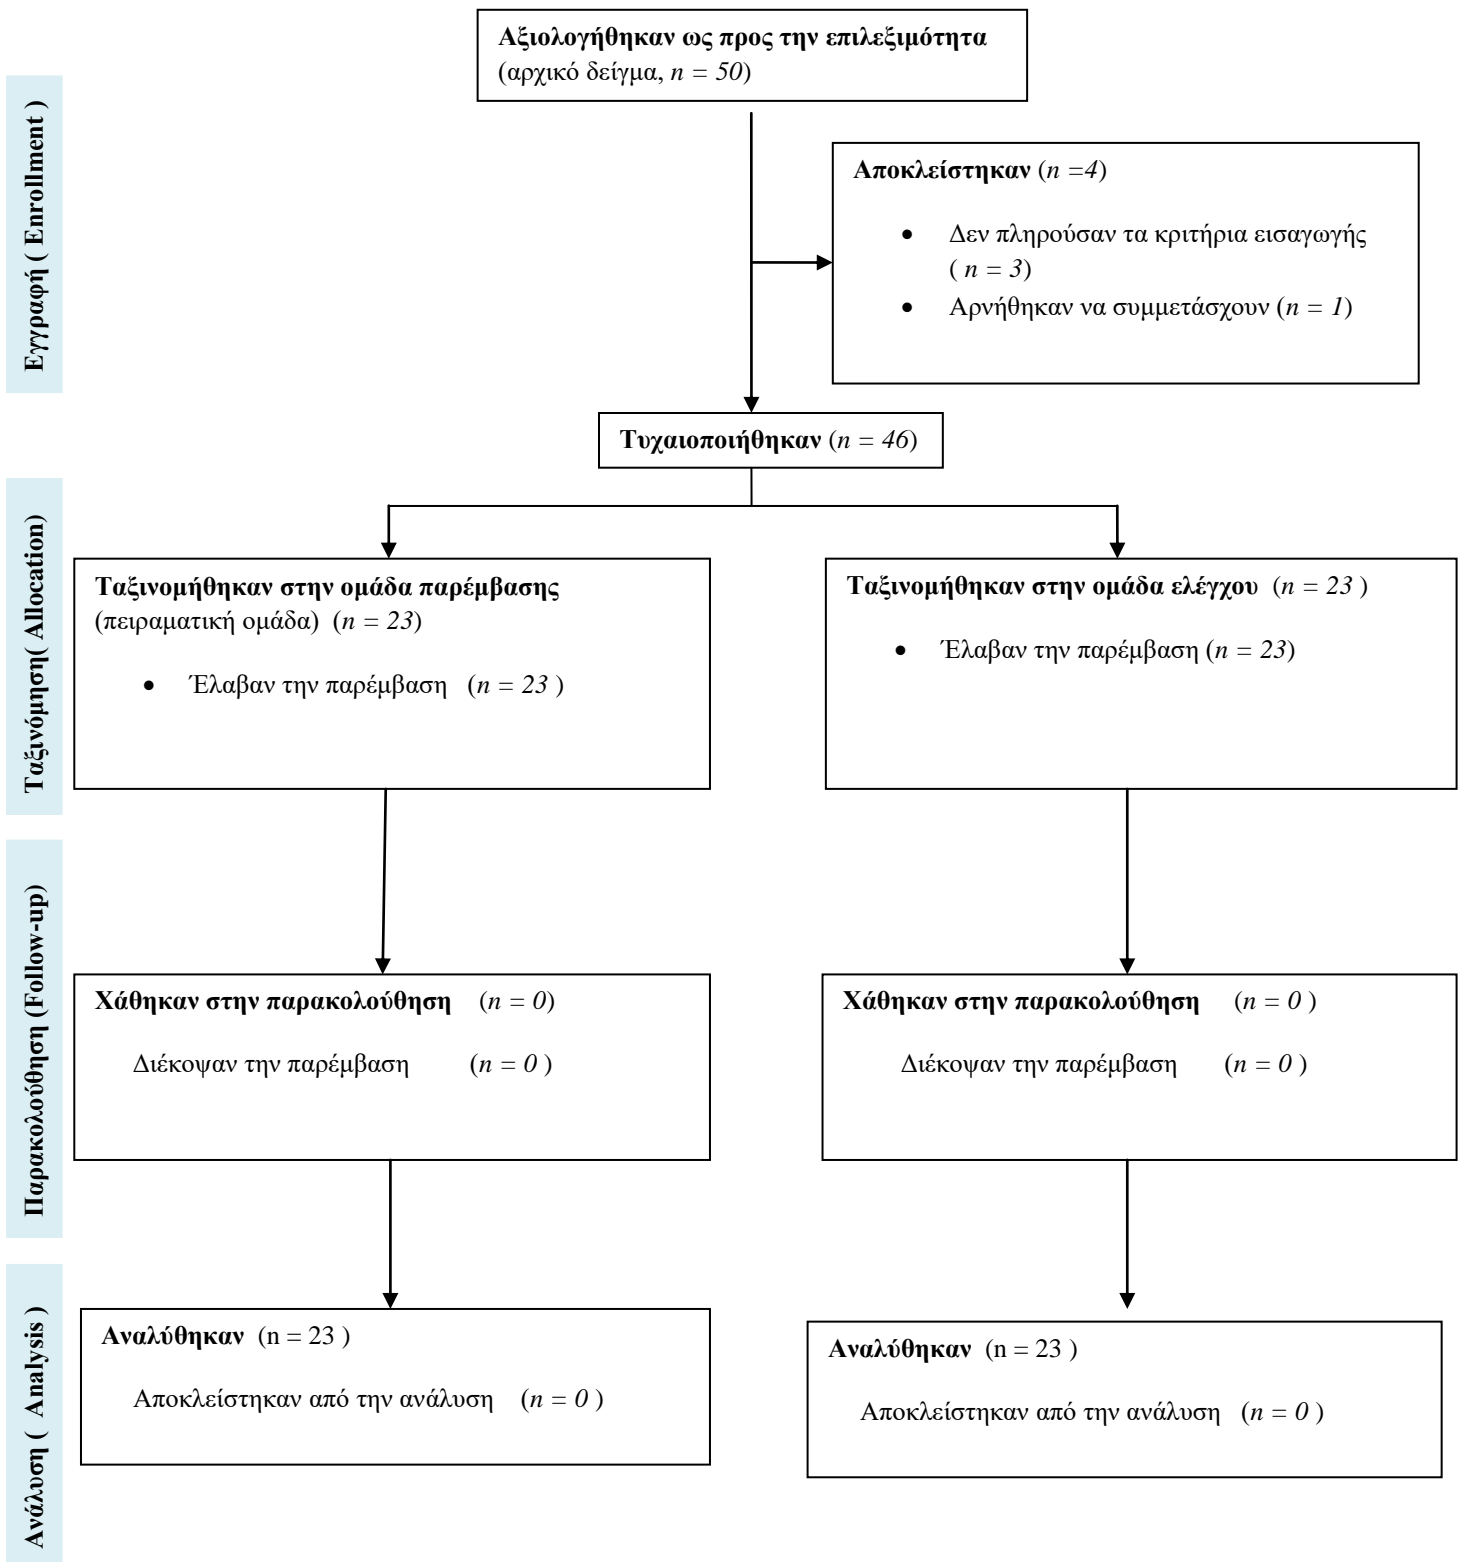 Αξιολογήθηκαν ως προς την επιλεξιμότητα
(αρχικό δείγμα, n = 50)
Εγγραφή ( Enrollment )
Αποκλείστηκαν (n =4)
• Δεν πληρούσαν τα κριτήρια εισαγωγής
( n = 3)
• Αρνήθηκαν να συμμετάσχουν (n = 1)
Τυχαιοποιήθηκαν (n = 46)
Ταξινόμηση( Allocation)
Ταξινομήθηκαν στην ομάδα παρέμβασης
(πειραματική ομάδα) (n = 23)
• Έλαβαν την παρέμβαση (n = 23 )
Ταξινομήθηκαν στην ομάδα ελέγχου (n = 23 )
• Έλαβαν την παρέμβαση (n = 23)
Παρακολούθηση (Follow-up)
Χάθηκαν στην παρακολούθηση (n = 0)
Διέκοψαν την παρέμβαση (n = 0 )
Χάθηκαν στην παρακολούθηση (n = 0 )
Διέκοψαν την παρέμβαση (n = 0 )
Ανάλυση ( Analysis )
Αναλύθηκαν (n = 23 )
Αποκλείστηκαν από την ανάλυση (n = 0 )
Αναλύθηκαν (n = 23 )
Αποκλείστηκαν από την ανάλυση (n = 0 )